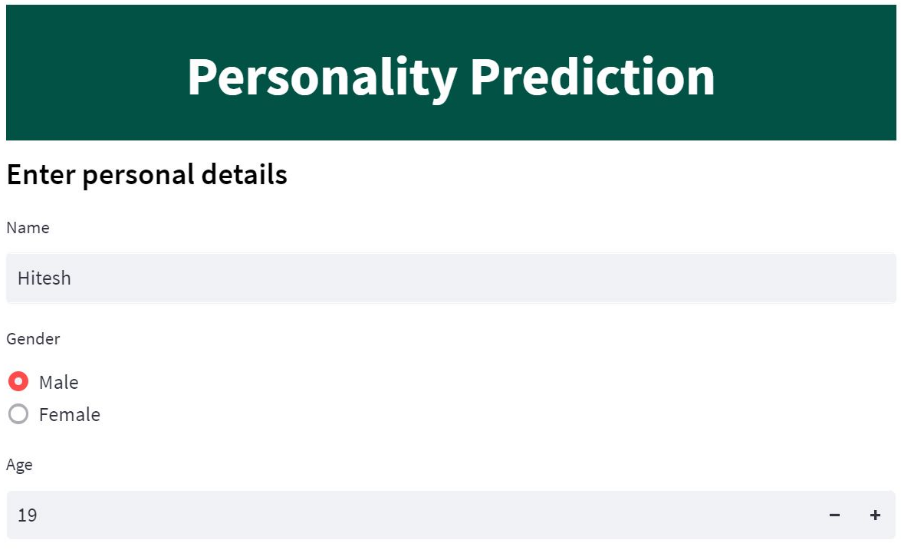 Personality Prediction
Enter personal details
Name
Hitesh
Gender
Male
Female
Age
19